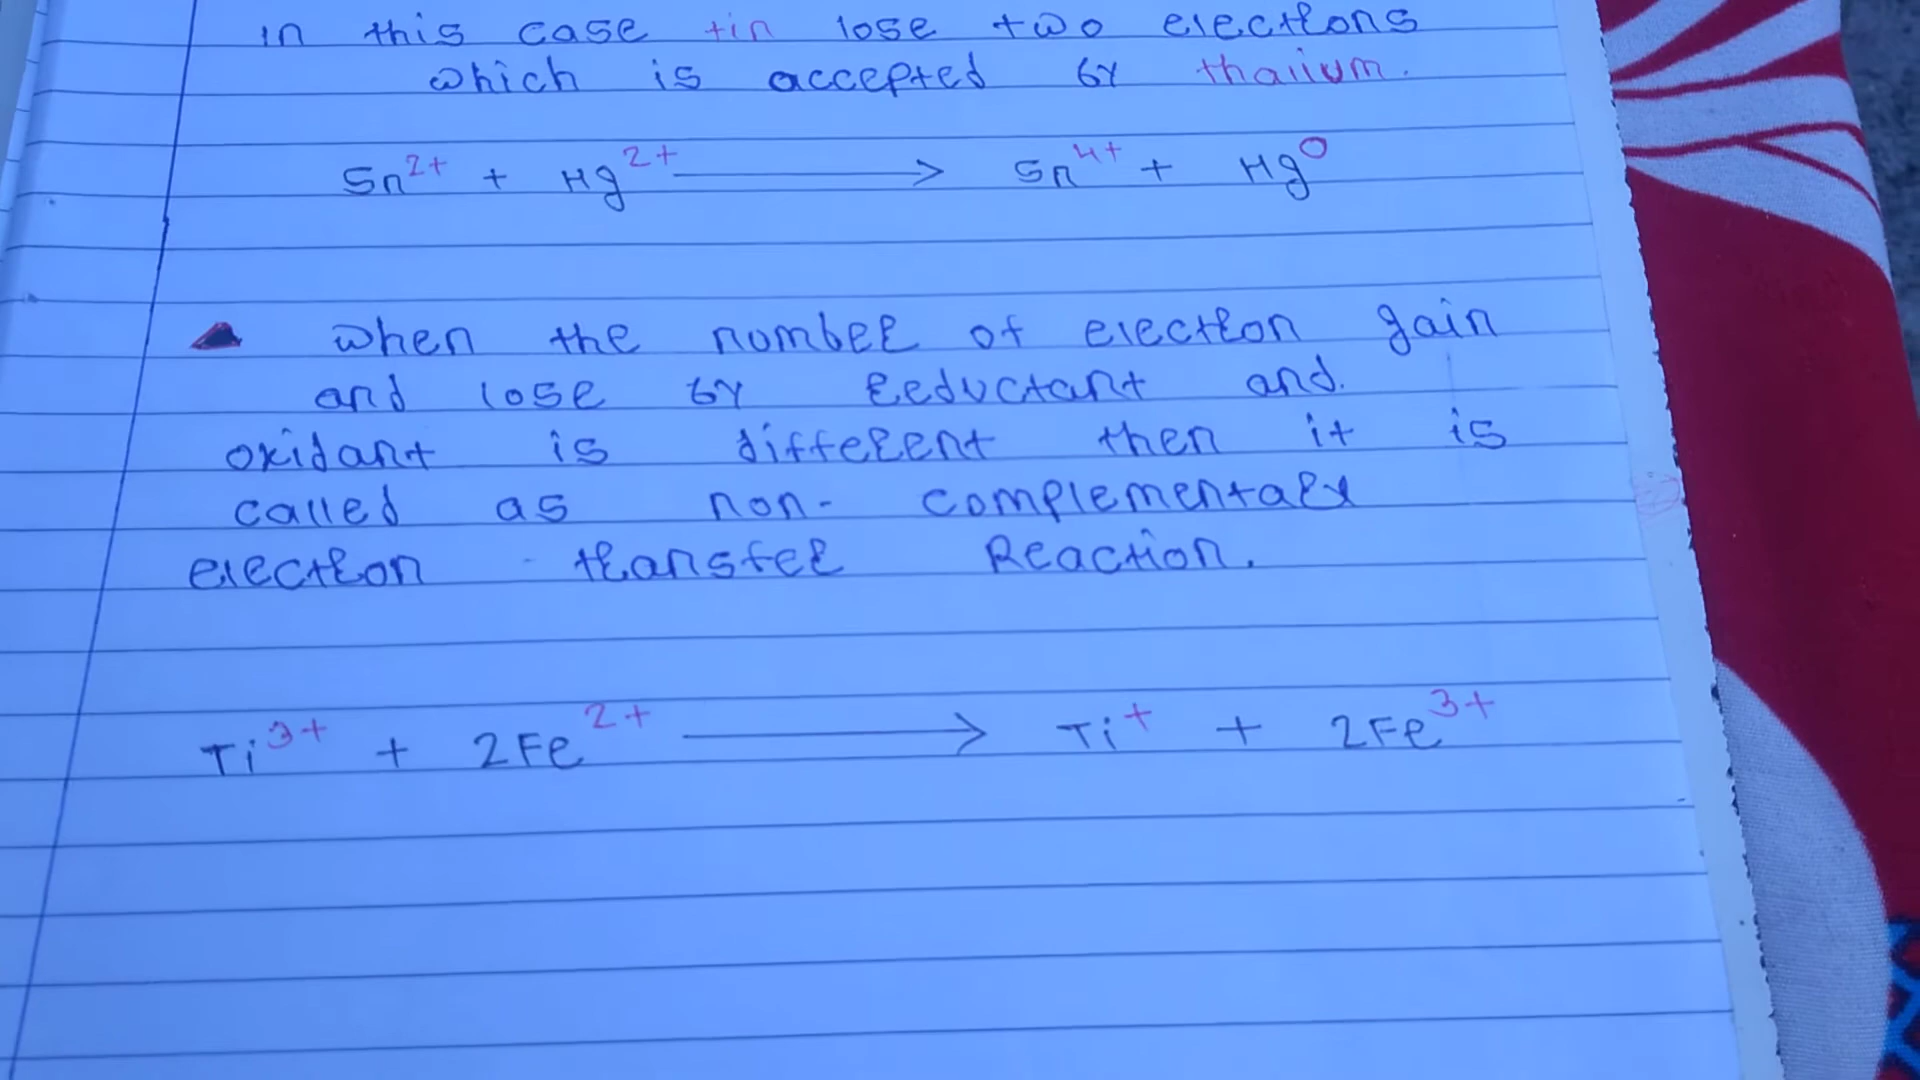 in this case tin lose two electrons
which is accepted by thallium.
Sn²⁺ + Hg²⁺ ⟶ Sn⁴⁺ + Hg⁰
when the number of electron gain
and lose by reductant and.
oxidant is different then it is
called as non- complementary
electron - transfer Reaction.
Ti³⁺ + 2Fe²⁺ ⟶ Ti⁺ + 2Fe³⁺